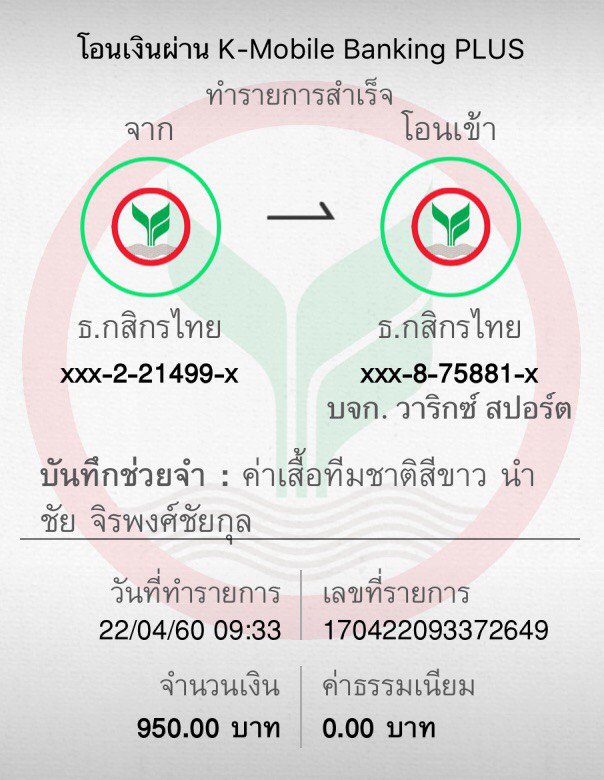 โอนเงินผ่าน K-Mobile Banking PLUS
ทำรายการสำเร็จ
จาก
โอนเข้า
ธ.กสิกรไทย
ธ.กสิกรไทย
xxx-2-21499-x
xxx-8-75881-x
บจก. วาริกซ์ สปอร์ต
บันทึกช่วยจำ : ค่าเสื้อทีมชาติสีขาว นำ
ชัย จิรพงศ์ชัยกุล
วันที่ทำรายการ
เลขที่รายการ
22/04/60 09:33
170422093372649
จำนวนเงิน
ค่าธรรมเนียม
950.00 บาท
0.00 บาท